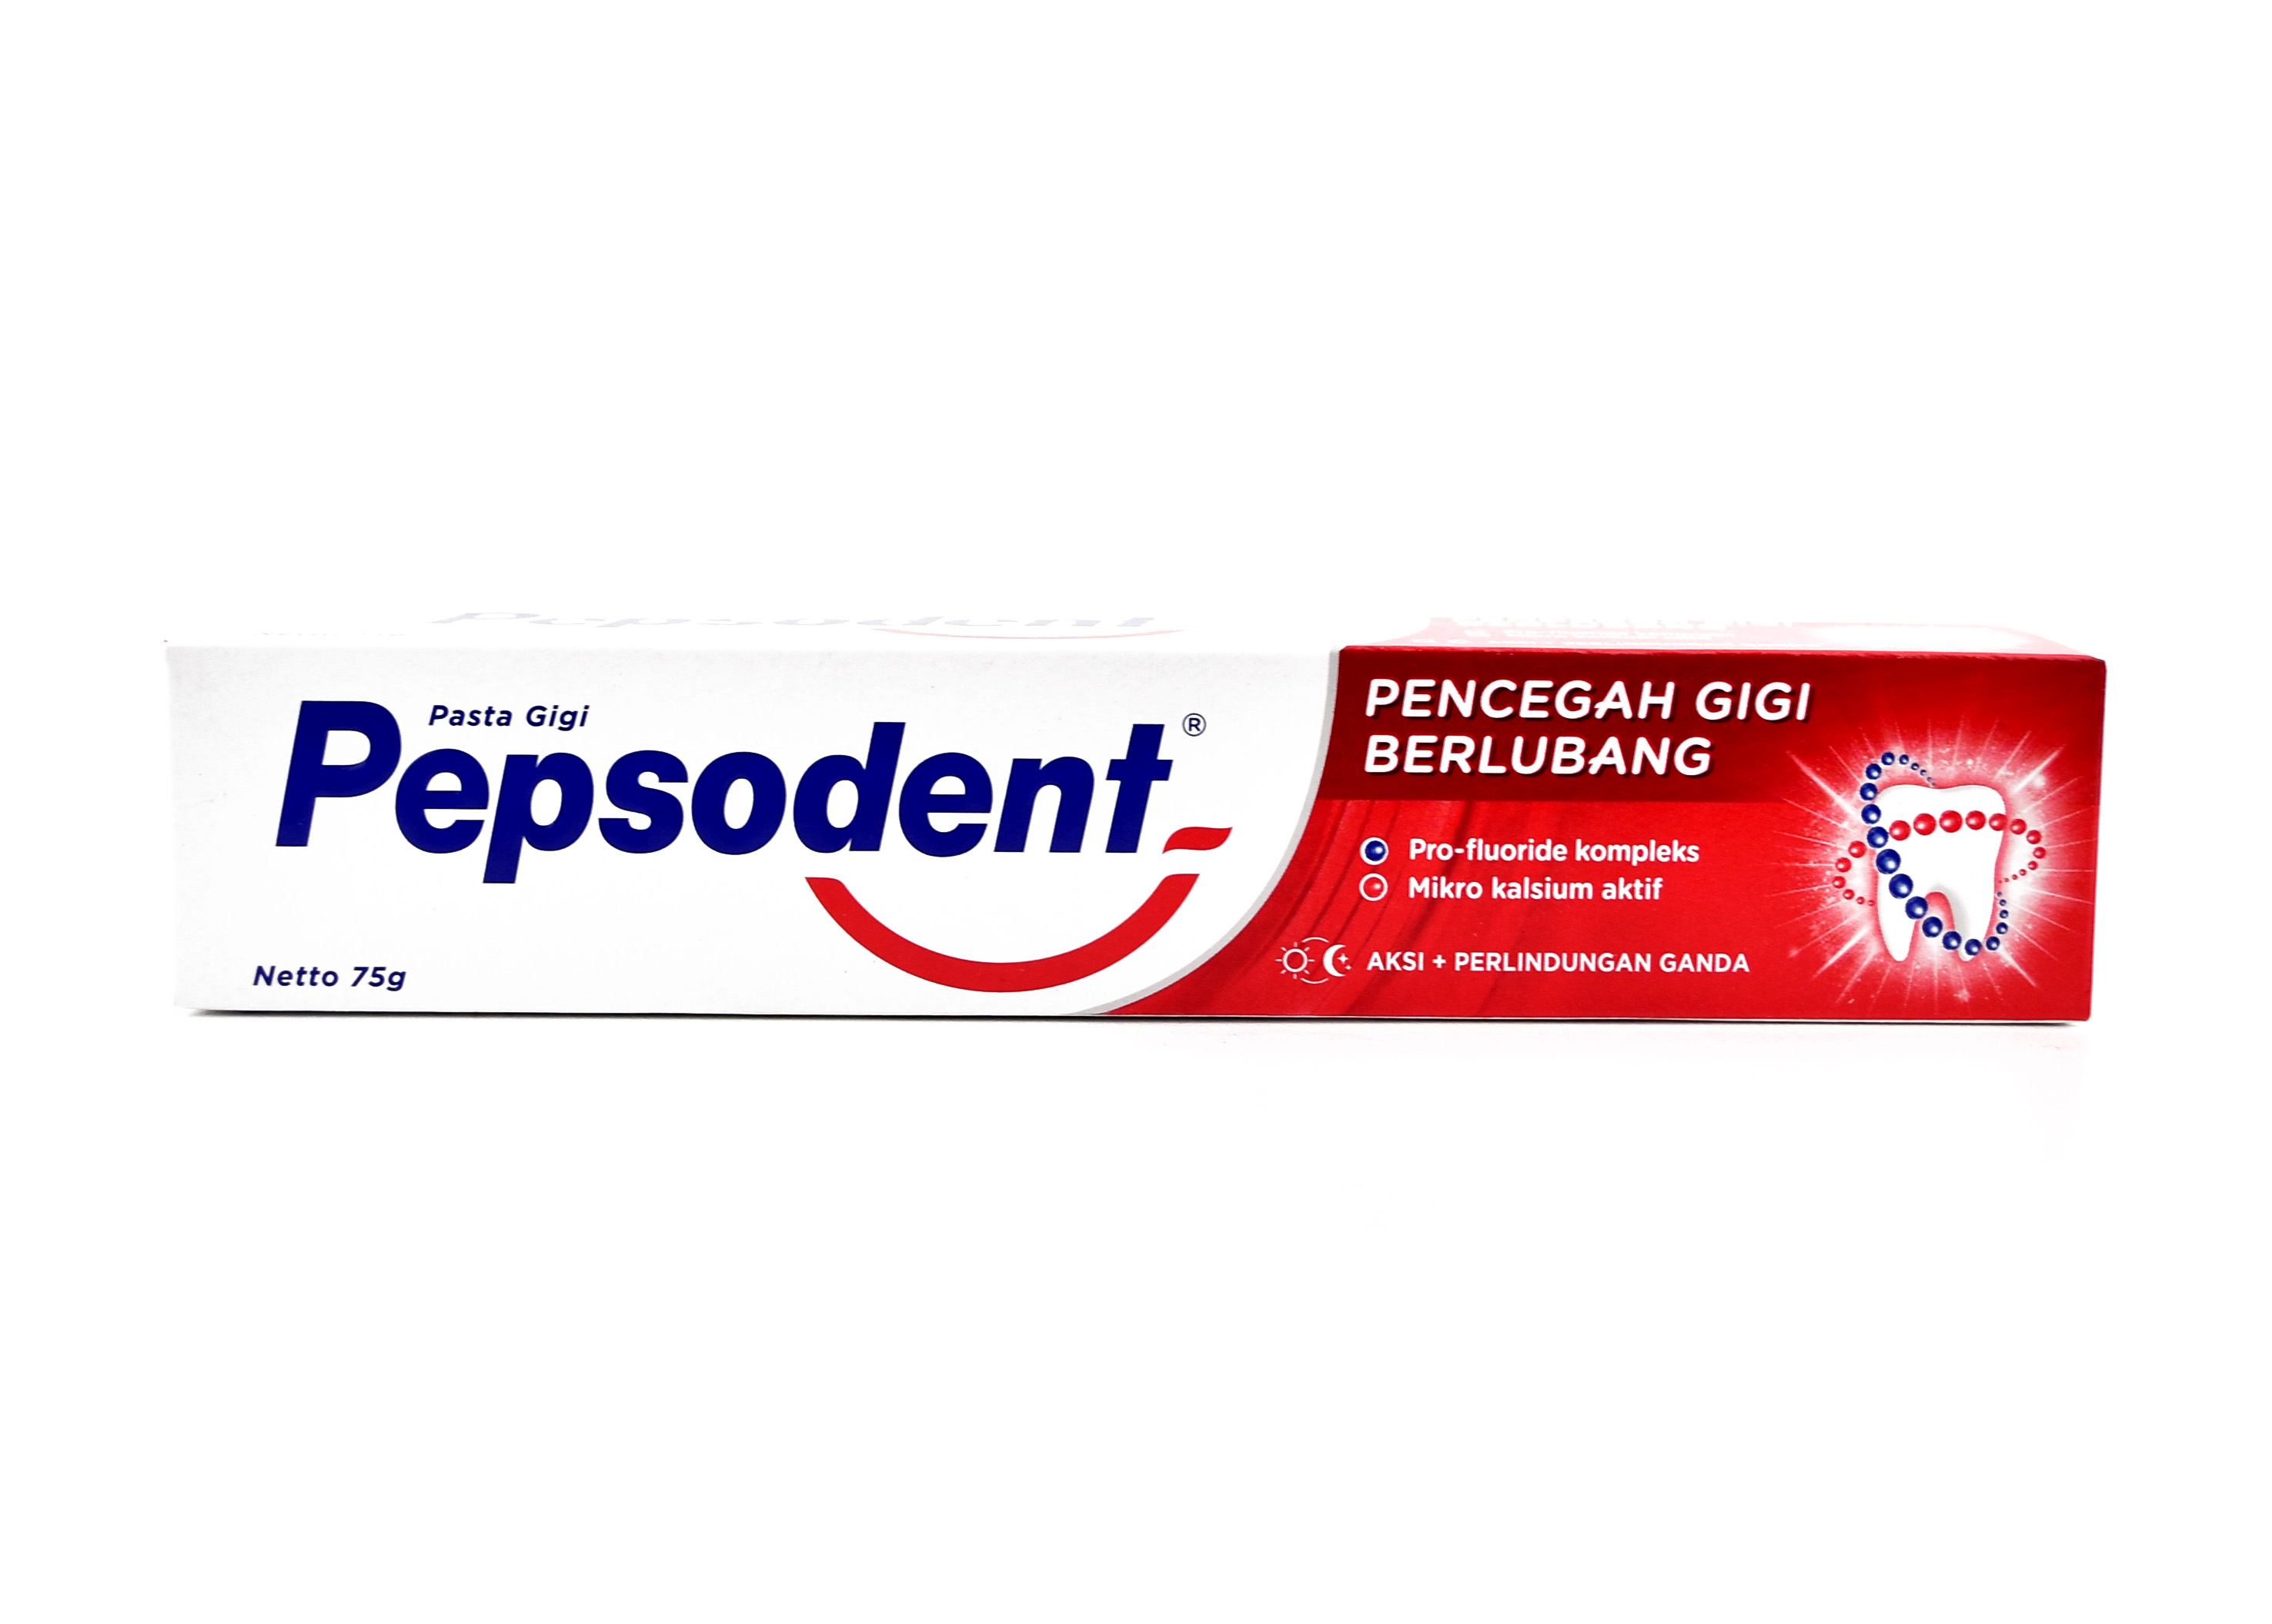 Pasta Gigi
Pepsodent®
Netto 75g
PENCEGAH GIGI
BERLUBANG
Pro-fluoride kompleks
Mikro kalsium aktif
AKSI + PERLINDUNGAN GANDA